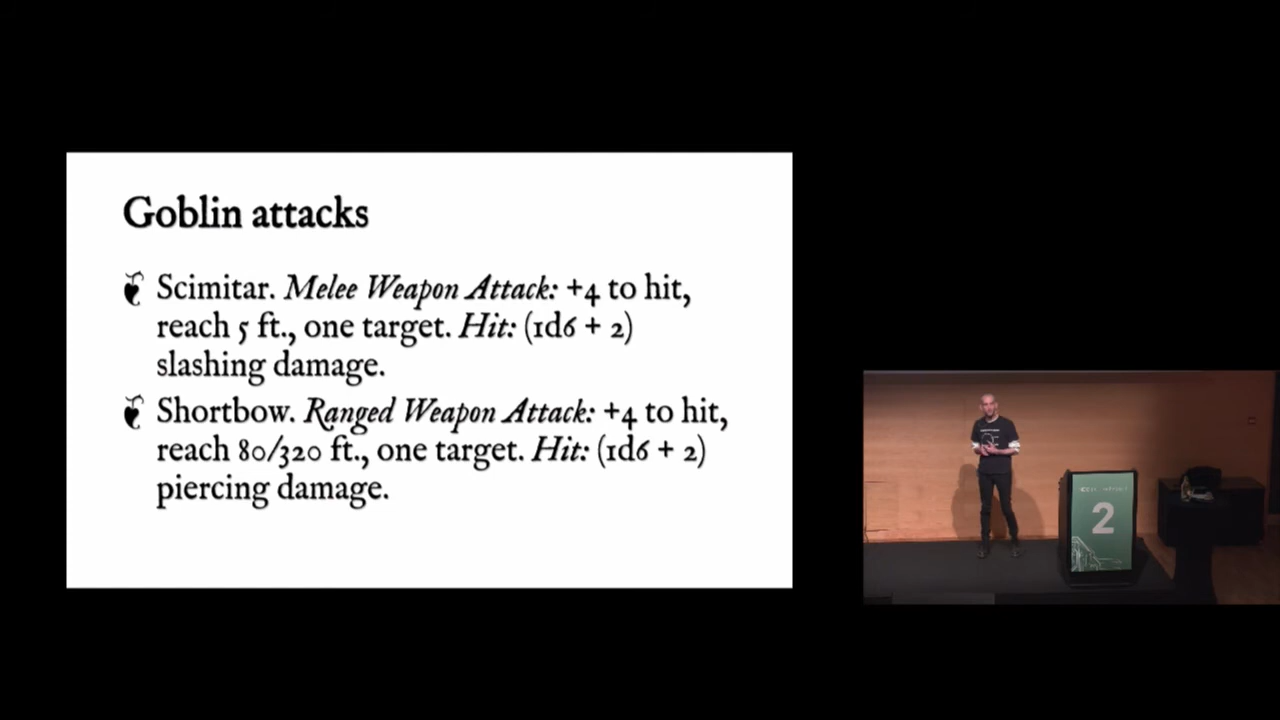 Goblin attacks
Scimitar. Melee Weapon Attack: +4 to hit,
reach 5 ft., one target. Hit: (1d6 + 2)
slashing damage.
Shortbow. Ranged Weapon Attack: +4 to hit,
reach 80/320 ft., one target. Hit: (1d6 + 2)
piercing damage.
2